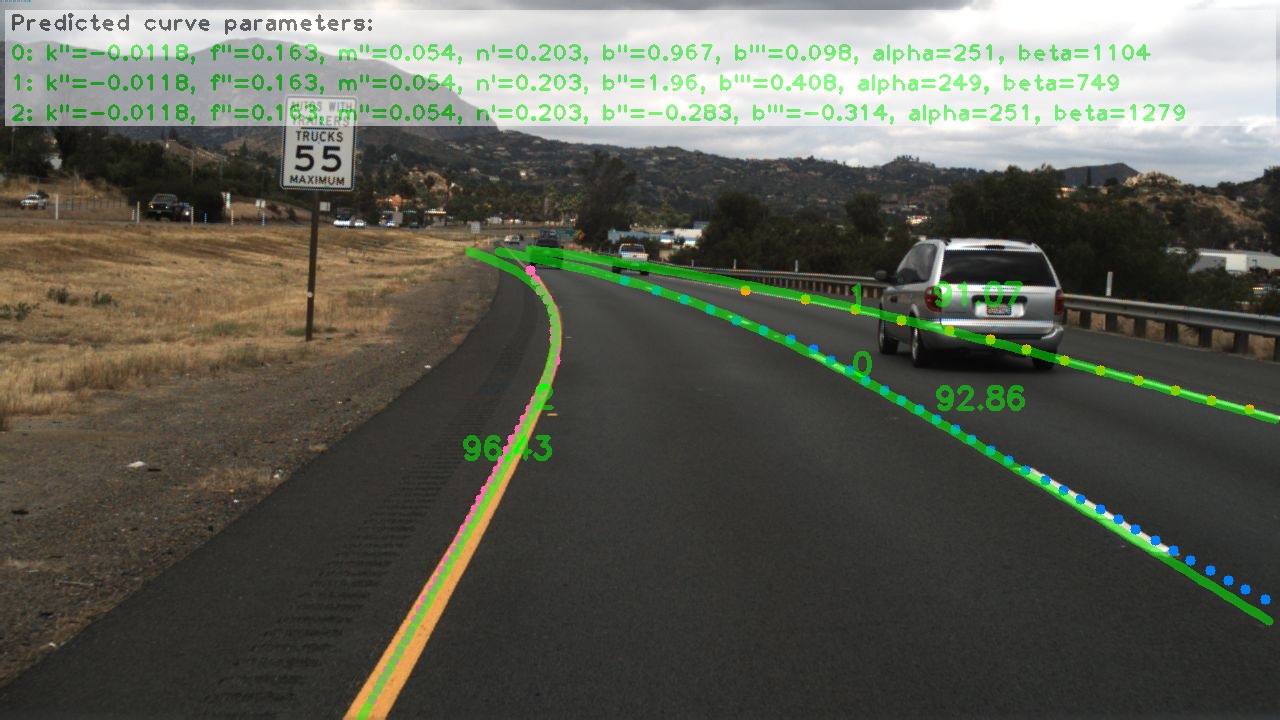 Predicted curve parameters:
0: k''=-0.0118, f''=0.163, m''=0.054, n'=0.203, b''=0.967, b'''=0.098, alpha=251, beta=1104
1: k''=-0.0118, f''=0.163, m''=0.054, n'=0.203, b''=1.96, b'''=0.408, alpha=249, beta=749
2: k''=-0.0118, f''=0.163, m''=0.054, n'=0.203, b''=-0.283, b'''=-0.314, alpha=251, beta=1279
AUTOS WITH
TRAILERS
TRUCKS
55
MAXIMUM
1
91.07
0
92.86
2
96.43